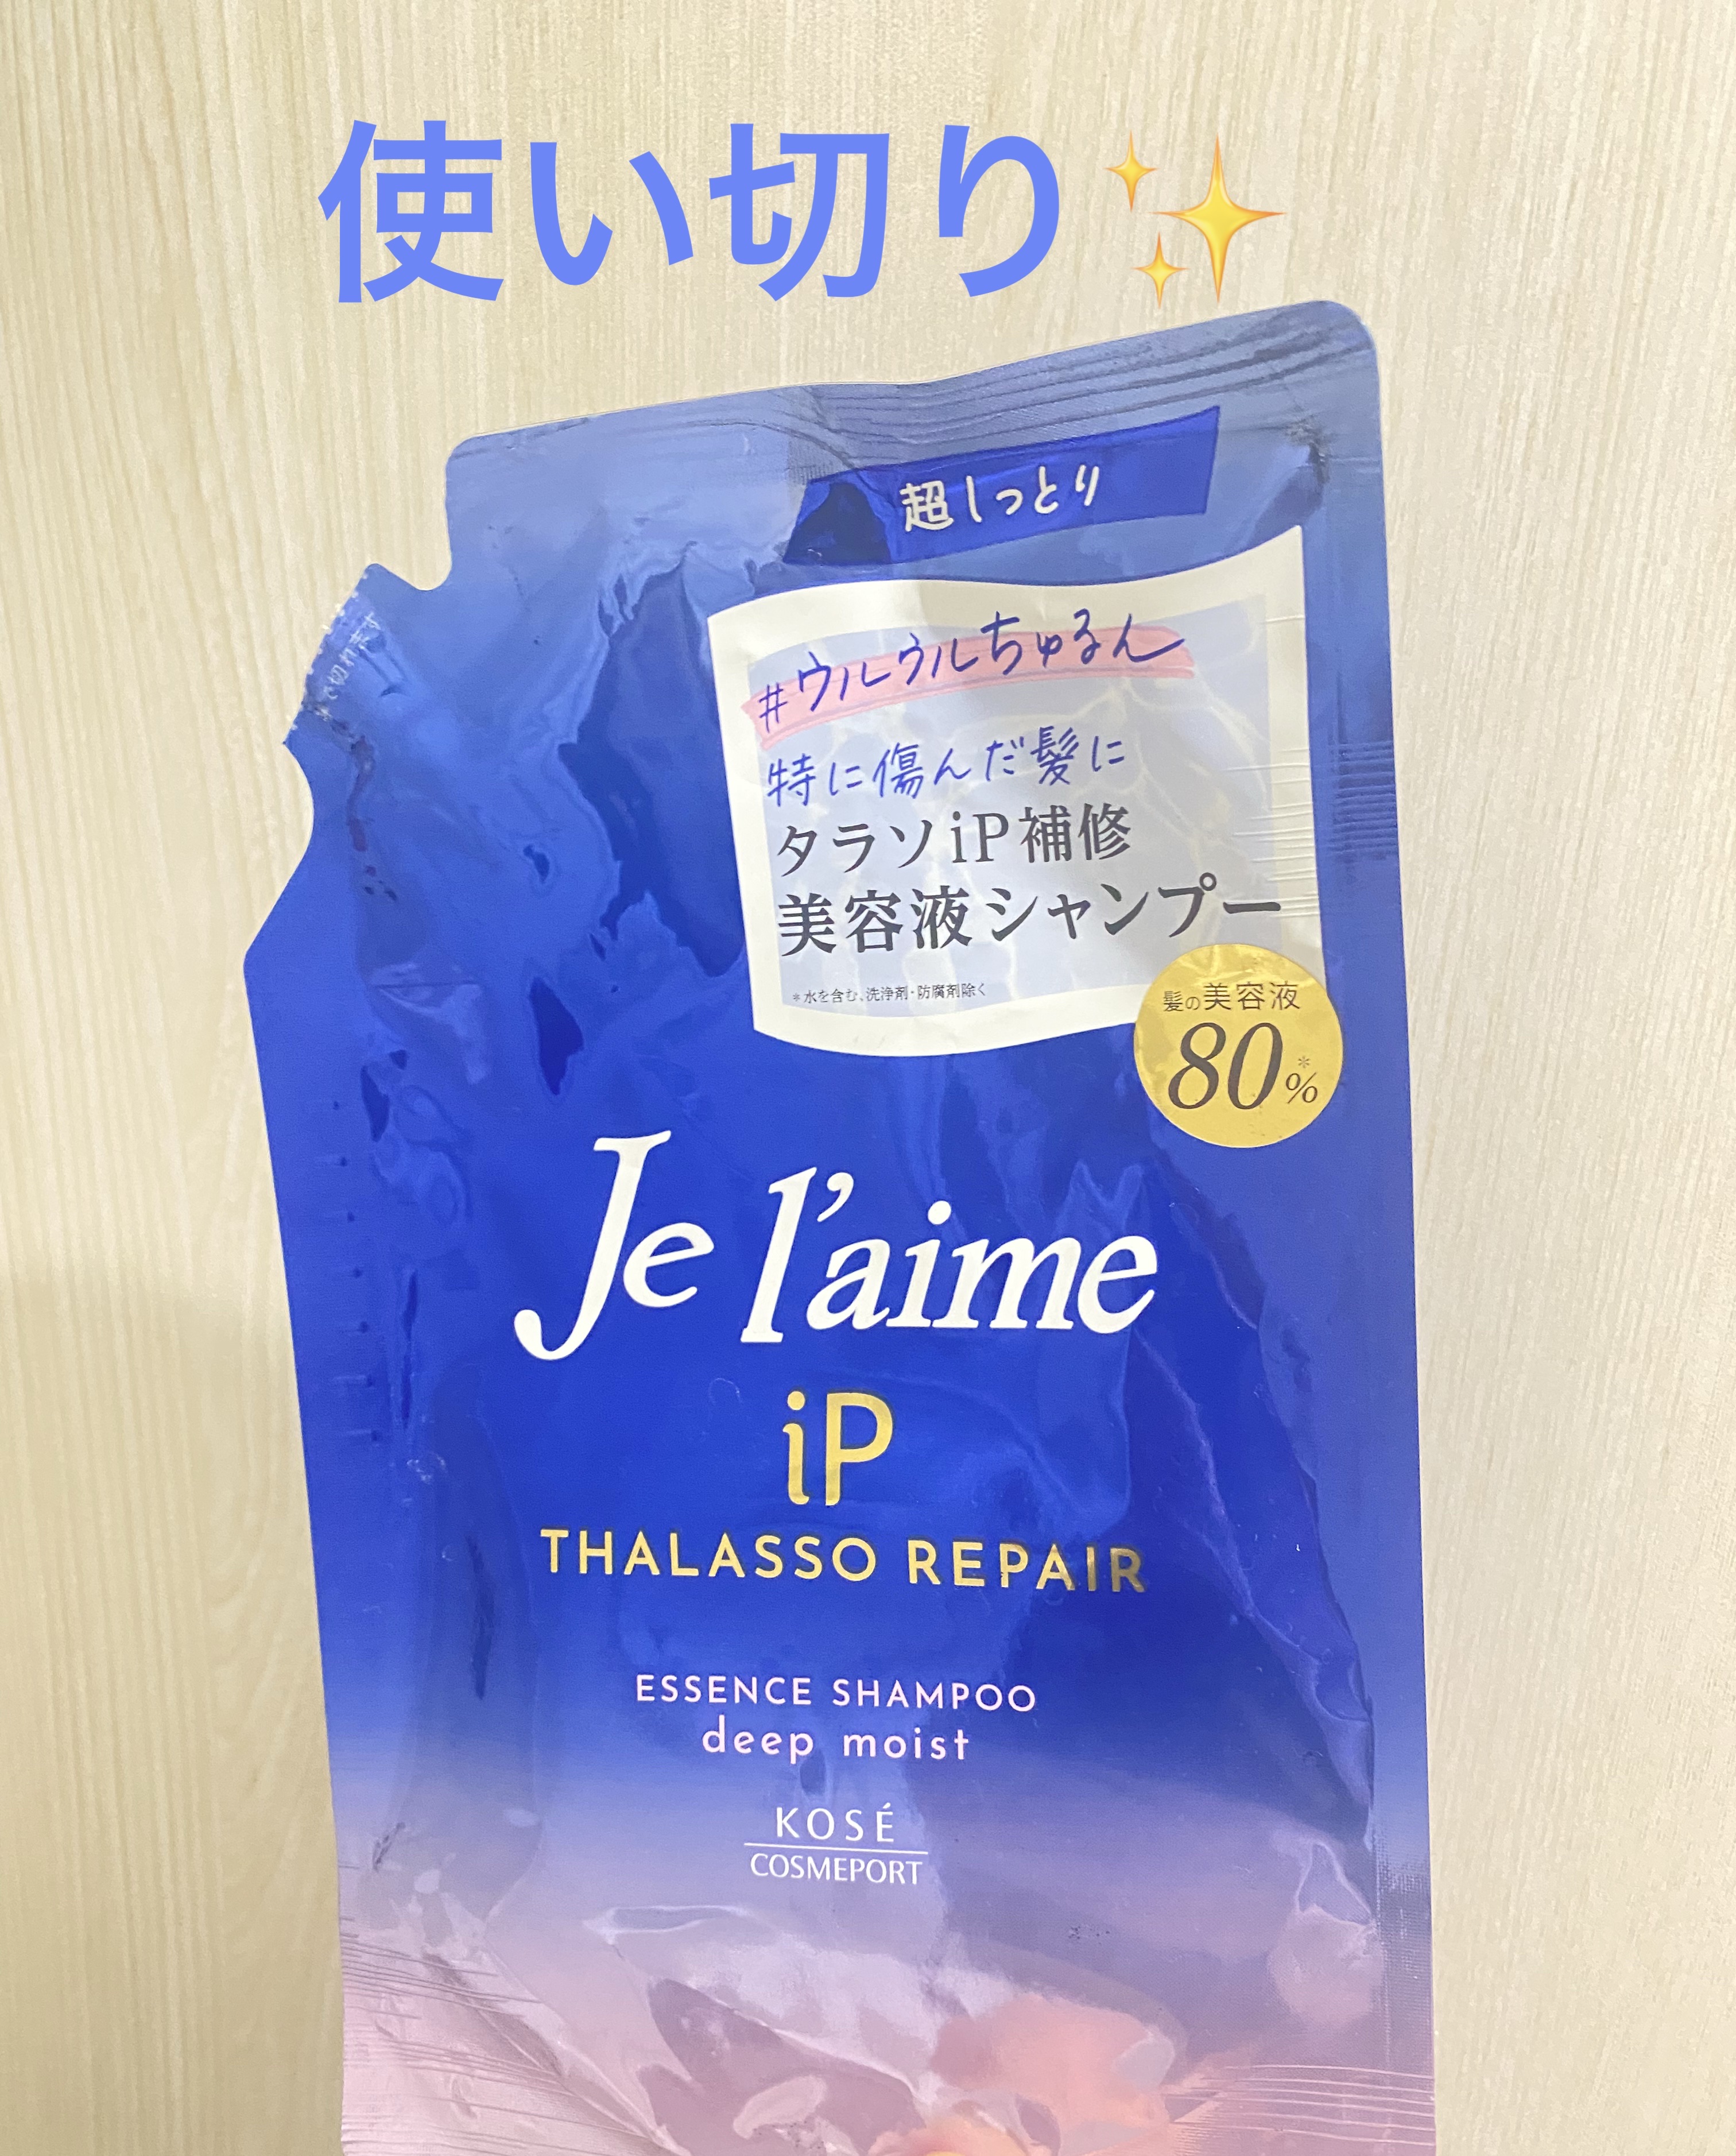 使い切り✨
超しっとり
#ウルウルちゅるん
特に傷んだ髪に
タラソiP補修
美容液シャンプー
*水を含む、洗浄剤・防腐剤除く
髪の美容液
80*%
Je l'aime
iP
THALASSO REPAIR
ESSENCE SHAMPOO
deep moist
KOSÉ
COSMEPORT